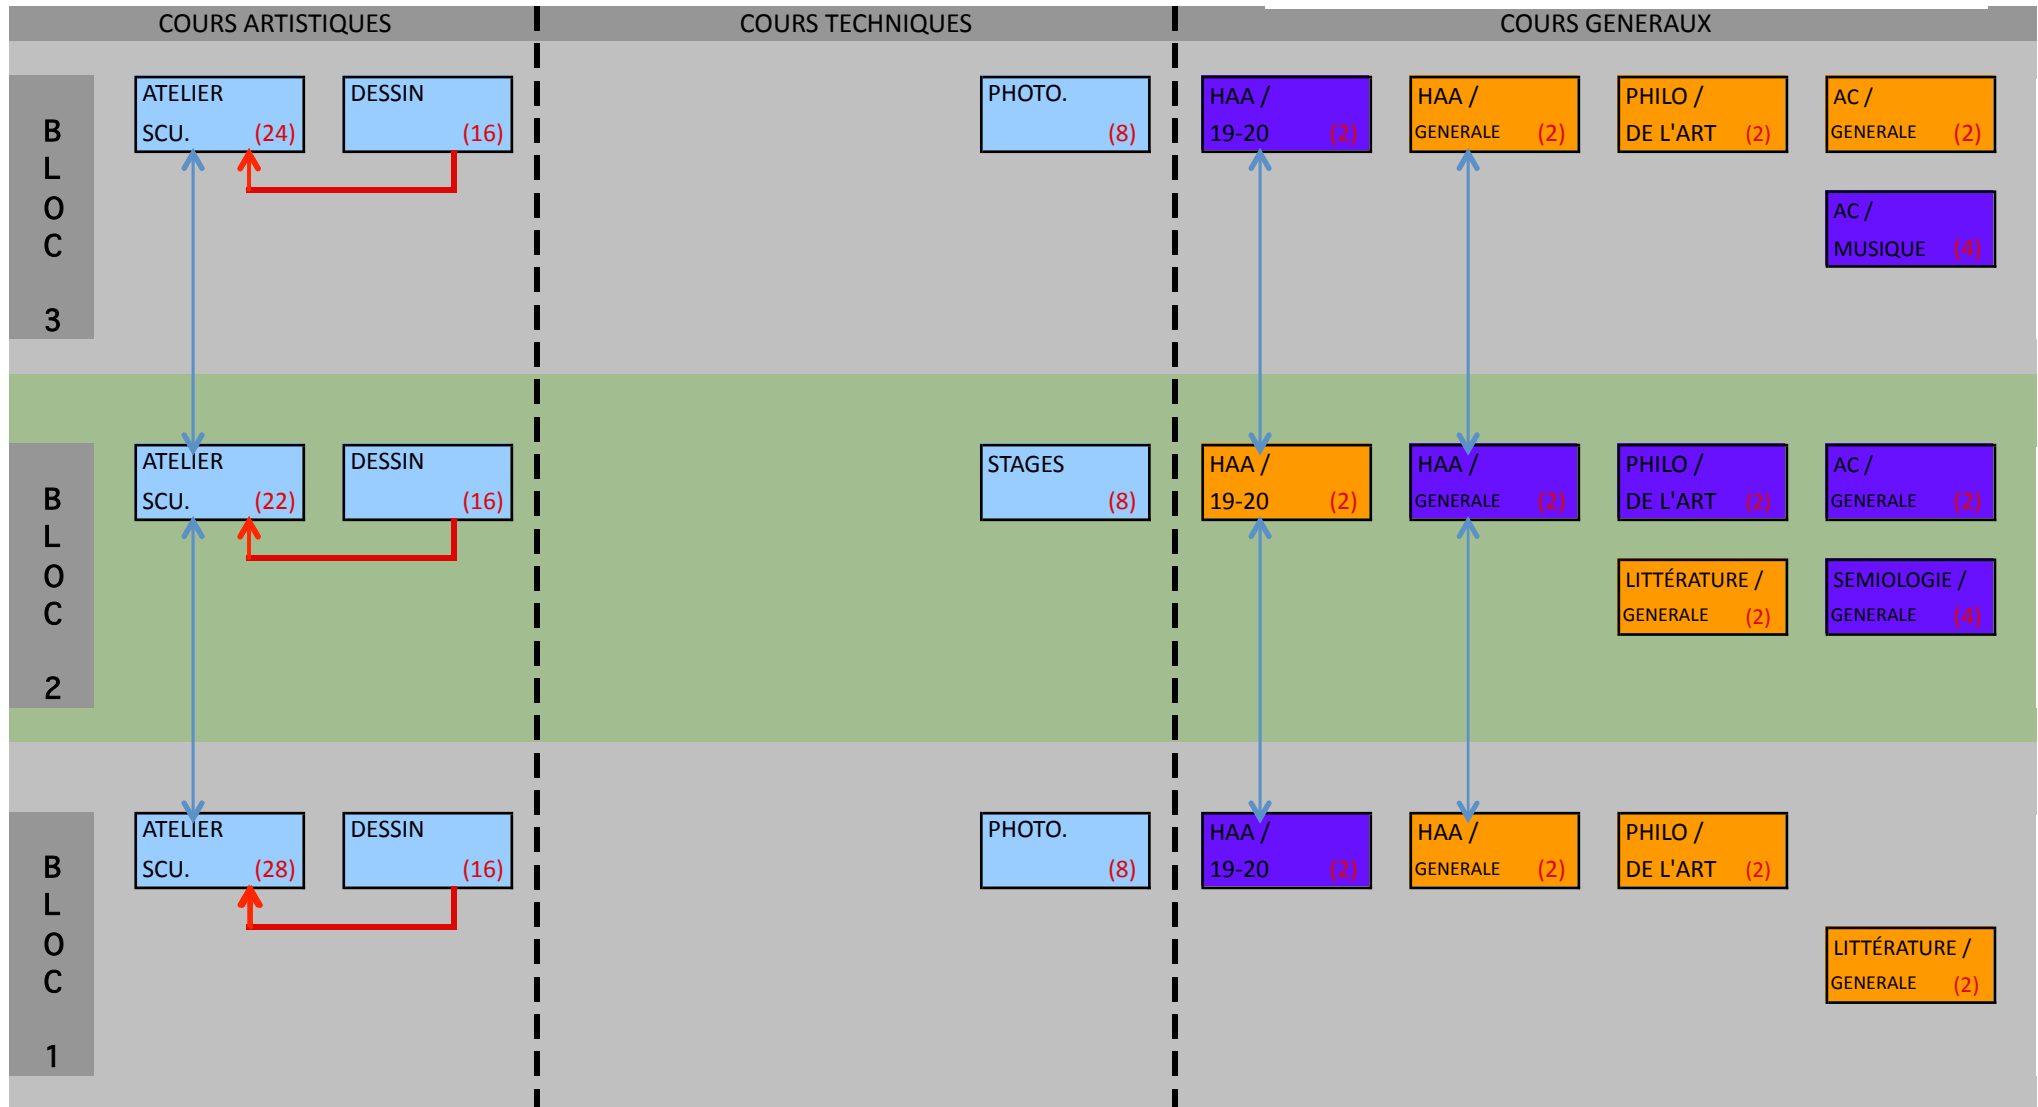 COURS ARTISTIQUES COURS TECHNIQUES COURS GENERAUX
BLOC 3
ATELIER
SCU. (24)
DESSIN
(16)
PHOTO.
(8)
HAA /
19-20 (2)
HAA /
GENERALE (2)
PHILO /
DE L'ART (2)
AC /
GENERALE (2)
AC /
MUSIQUE (4)
BLOC 2
ATELIER
SCU. (22)
DESSIN
(16)
STAGES
(8)
HAA /
19-20 (2)
HAA /
GENERALE (2)
PHILO /
DE L'ART (2)
AC /
GENERALE (2)
LITTÉRATURE /
GENERALE (2)
SEMIOLOGIE /
GENERALE (4)
BLOC 1
ATELIER
SCU. (28)
DESSIN
(16)
PHOTO.
(8)
HAA /
19-20 (2)
HAA /
GENERALE (2)
PHILO /
DE L'ART (2)
LITTÉRATURE /
GENERALE (2)